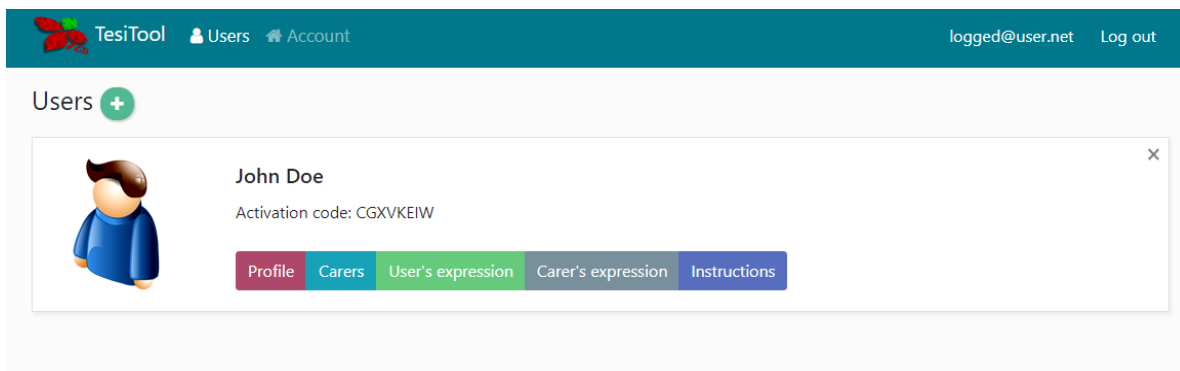 TesiTool Users Account logged@user.net Log out
Users
John Doe
Activation code: CGXVKEIW
Profile Carers User's expression Carer's expression Instructions